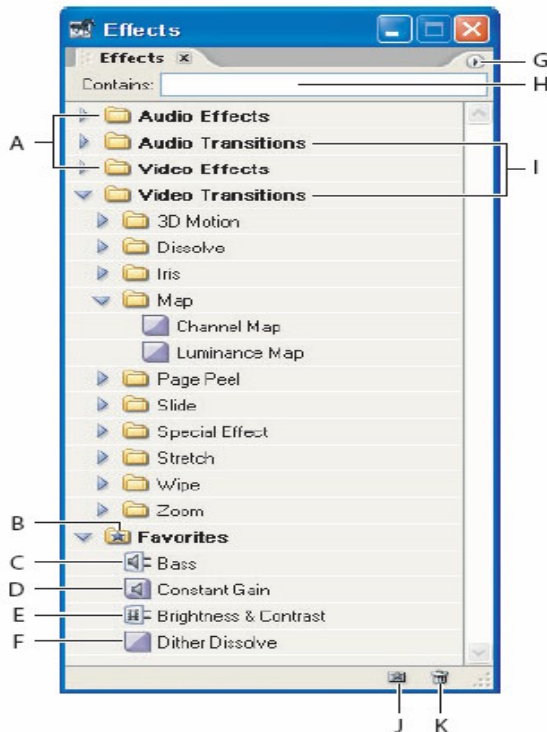 Effects
Effects
G
Contains:
H
Audio Effects
A
Audio Transitions
I
Video Effects
Video Transitions
3D Motion
Dissolve
Iris
Map
Channel Map
Luminance Map
Page Peel
Slide
Special Effect
Stretch
Wipe
Zoom
B
Favorites
C
Bass
D
Constant Gain
E
Brightness & Contrast
F
Dither Dissolve
J
K